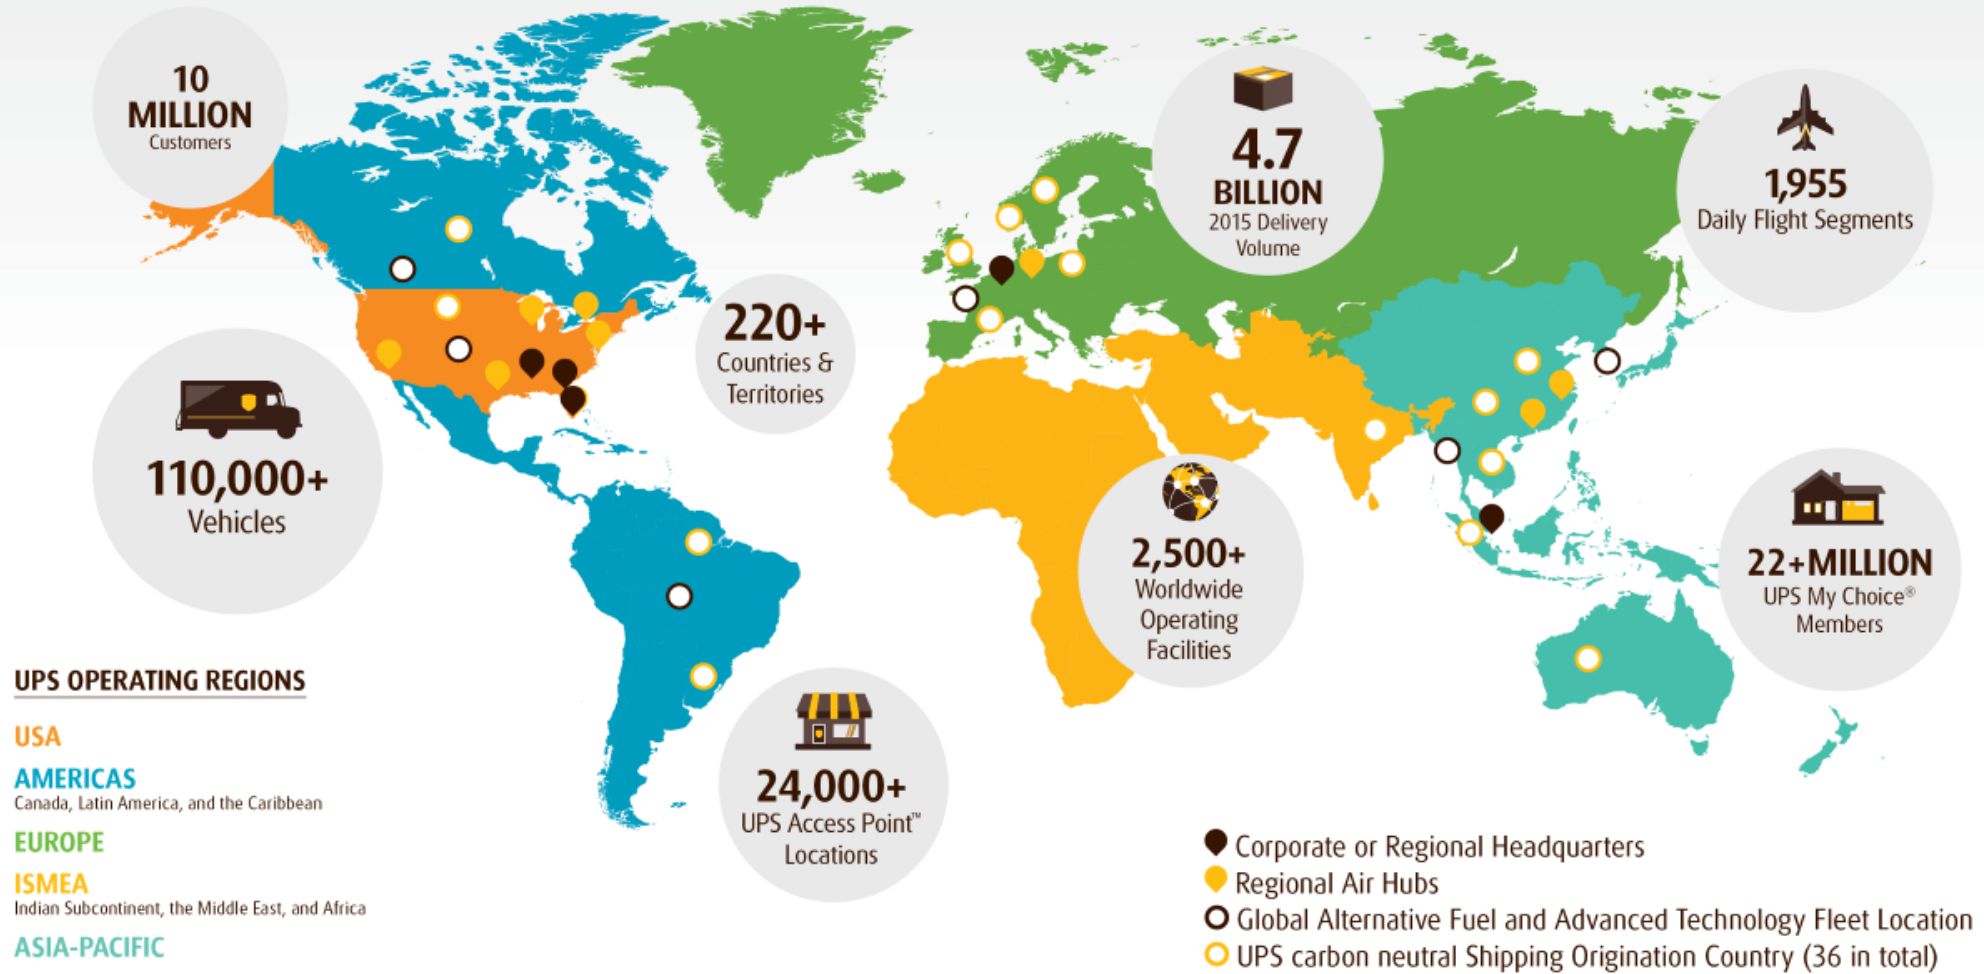 10
MILLION
Customers
4.7
BILLION
2015 Delivery
Volume
1,955
Daily Flight Segments
220+
Countries &
Territories
110,000+
Vehicles
2,500+
Worldwide
Operating
Facilities
22+MILLION
UPS My Choice®
Members
24,000+
UPS Access Point™
Locations
UPS OPERATING REGIONS
USA
AMERICAS
Canada, Latin America, and the Caribbean
EUROPE
ISMEA
Indian Subcontinent, the Middle East, and Africa
ASIA-PACIFIC
Corporate or Regional Headquarters
Regional Air Hubs
Global Alternative Fuel and Advanced Technology Fleet Location
UPS carbon neutral Shipping Origination Country (36 in total)